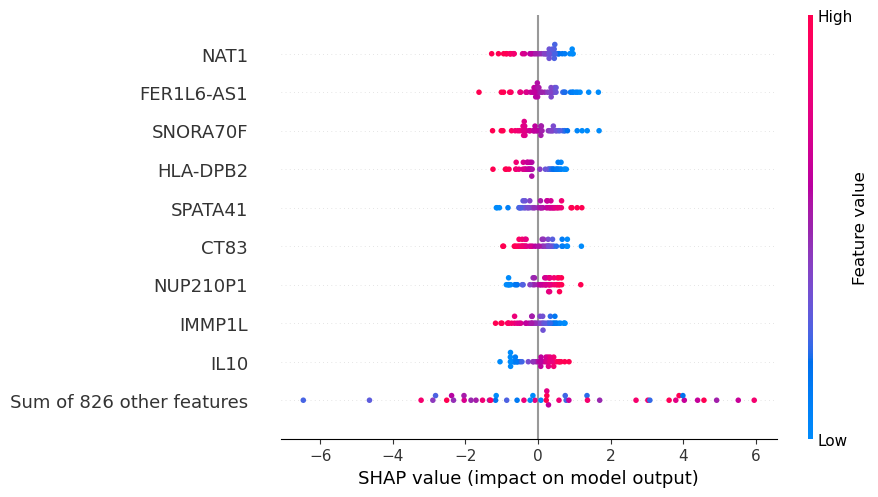 High
NAT1
FER1L6-AS1
SNORA70F
HLA-DPB2
SPATA41
CT83
NUP210P1
IMMP1L
IL10
Sum of 826 other features
Feature value
Low
−6 −4 −2 0 2 4 6
SHAP value (impact on model output)